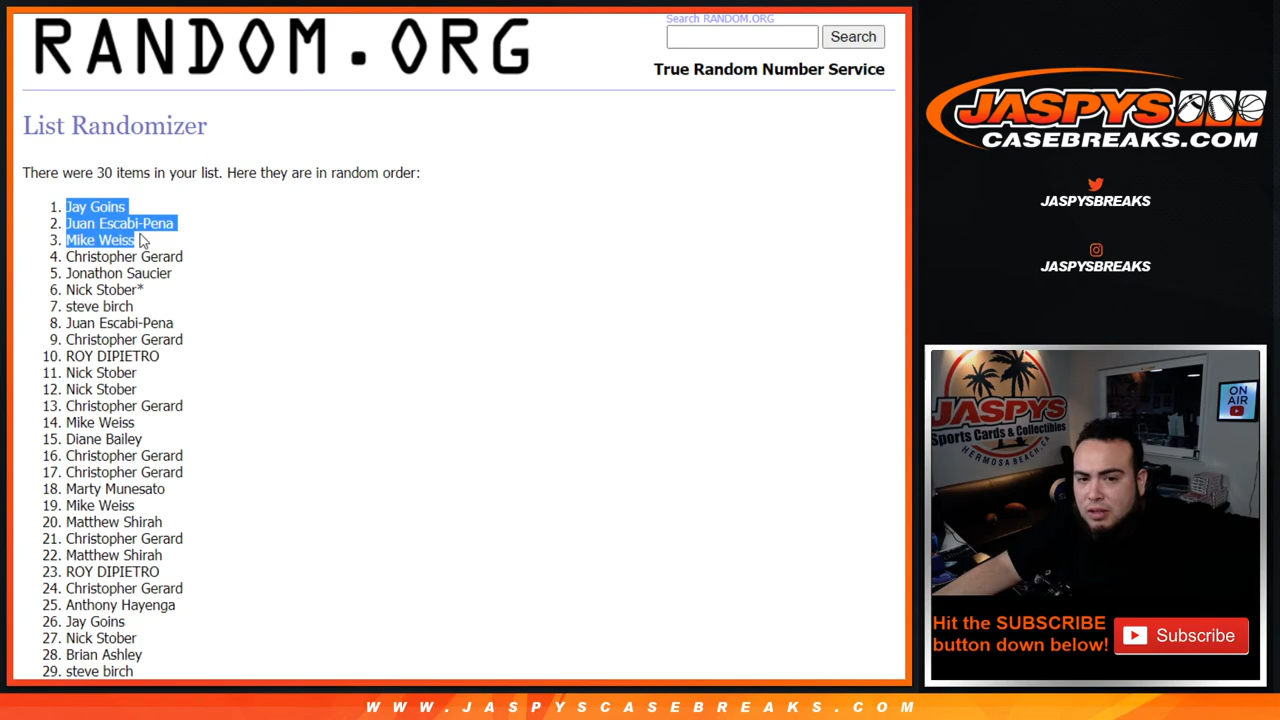 RANDOM.ORG
Search RANDOM.ORG
Search
True Random Number Service
List Randomizer
There were 30 items in your list. Here they are in random order:
1. Jay Goins
2. Juan Escabi-Pena
3. Mike Weiss
4. Christopher Gerard
5. Jonathon Saucier
6. Nick Stober*
7. steve birch
8. Juan Escabi-Pena
9. Christopher Gerard
10. ROY DIPIETRO
11. Nick Stober
12. Nick Stober
13. Christopher Gerard
14. Mike Weiss
15. Diane Bailey
16. Christopher Gerard
17. Christopher Gerard
18. Marty Munesato
19. Mike Weiss
20. Matthew Shirah
21. Christopher Gerard
22. Matthew Shirah
23. ROY DIPIETRO
24. Christopher Gerard
25. Anthony Hayenga
26. Jay Goins
27. Nick Stober
28. Brian Ashley
29. steve birch
JASPYS
CASEBREAKS.COM
JASPYSBREAKS
JASPYSBREAKS
JASPYS
Sports Cards & Collectibles
HERMOSA BEACH, CA
ON
AIR
Hit the SUBSCRIBE
button down below!
Subscribe
WWW.JASPYSCASEBREAKS.COM